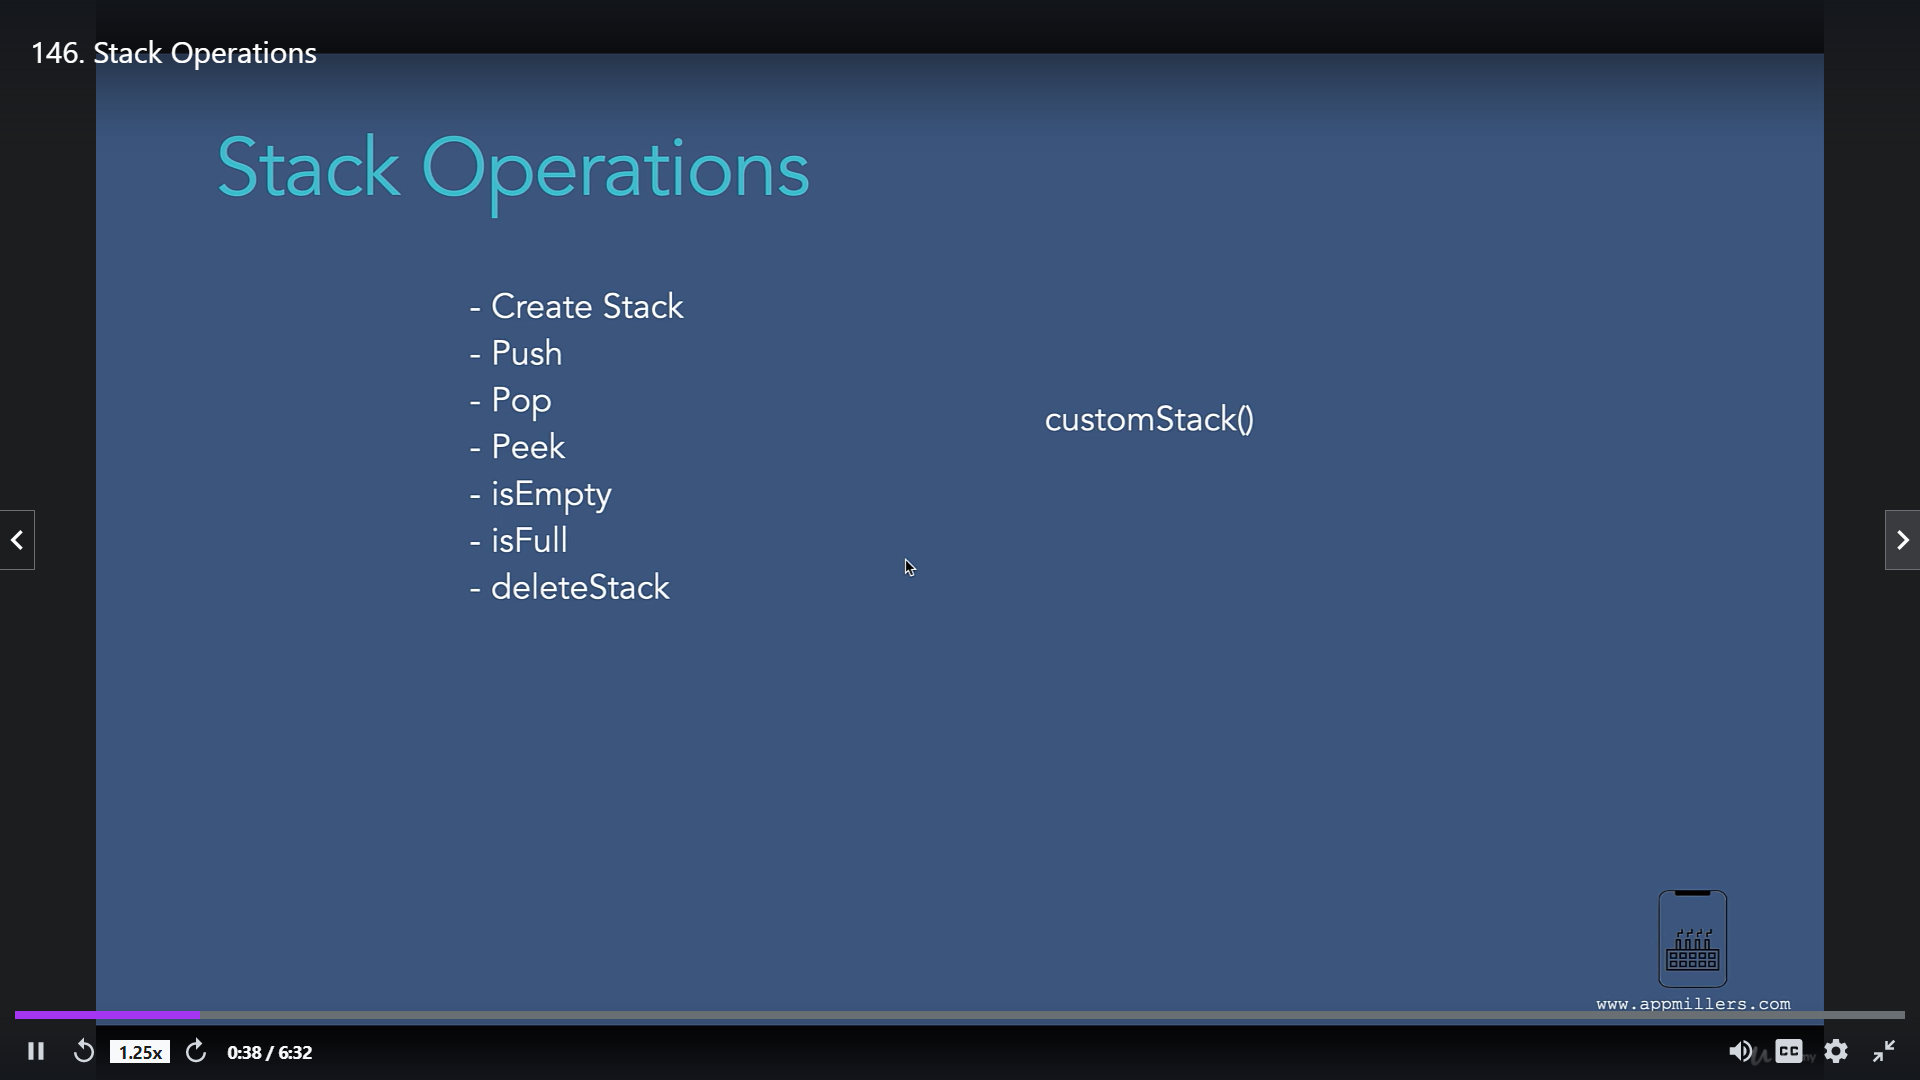 146. Stack Operations
Stack Operations
- Create Stack
- Push
- Pop
- Peek
- isEmpty
- isFull
- deleteStack
customStack()
www.appmillers.com
1.25x
0:38 / 6:32
CC